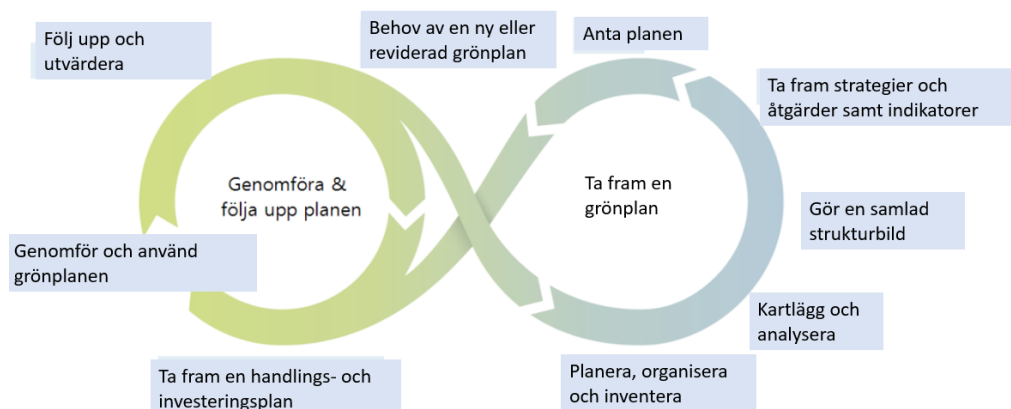 Följ upp och
utvärdera
Behov av en ny eller
reviderad grönplan
Anta planen
Ta fram strategier och
åtgärder samt indikatorer
Genomföra &
följa upp planen
Ta fram en
grönplan
Gör en samlad
strukturbild
Genomför och använd
grönplanen
Kartlägg och
analysera
Ta fram en handlings- och
investeringsplan
Planera, organisera
och inventera